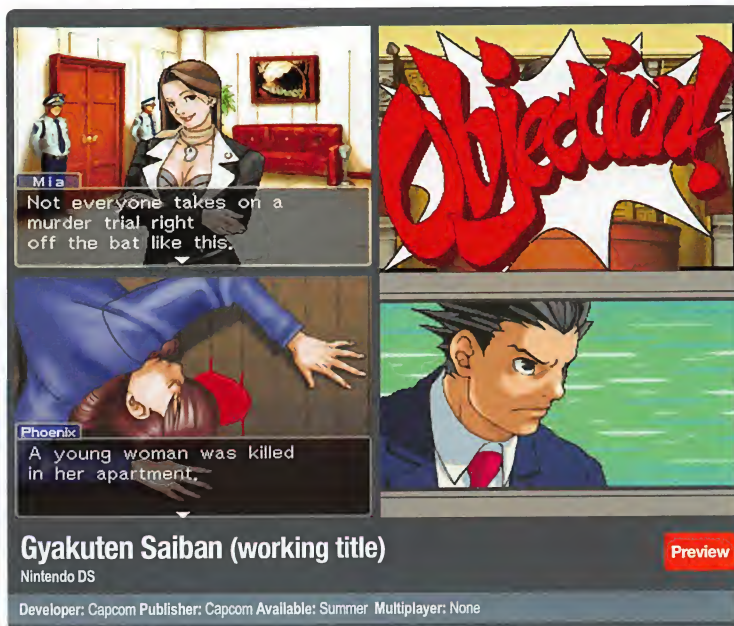 Mia
Not everyone takes on a
murder trial right
off the bat like this.
Objection!
Phoenix
A young woman was killed
in her apartment.
Gyakuten Saiban (working title)
Preview
Nintendo DS
Developer: Capcom Publisher: Capcom Available: Summer Multiplayer: None